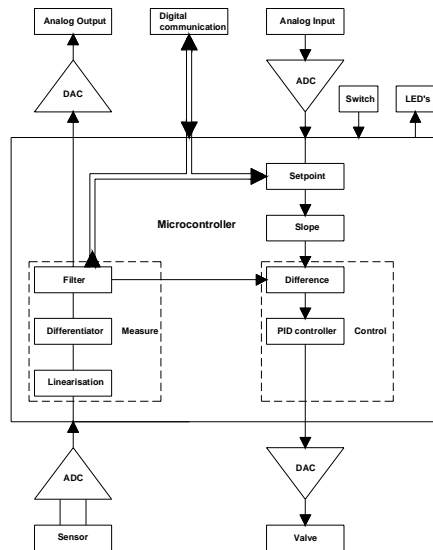 Analog Output
Digital
communication
Analog Input
DAC
ADC
Switch
LED's
Setpoint
Microcontroller
Slope
Filter
Difference
Differentiator
Measure
PID controller
Control
Linearisation
ADC
DAC
Sensor
Valve